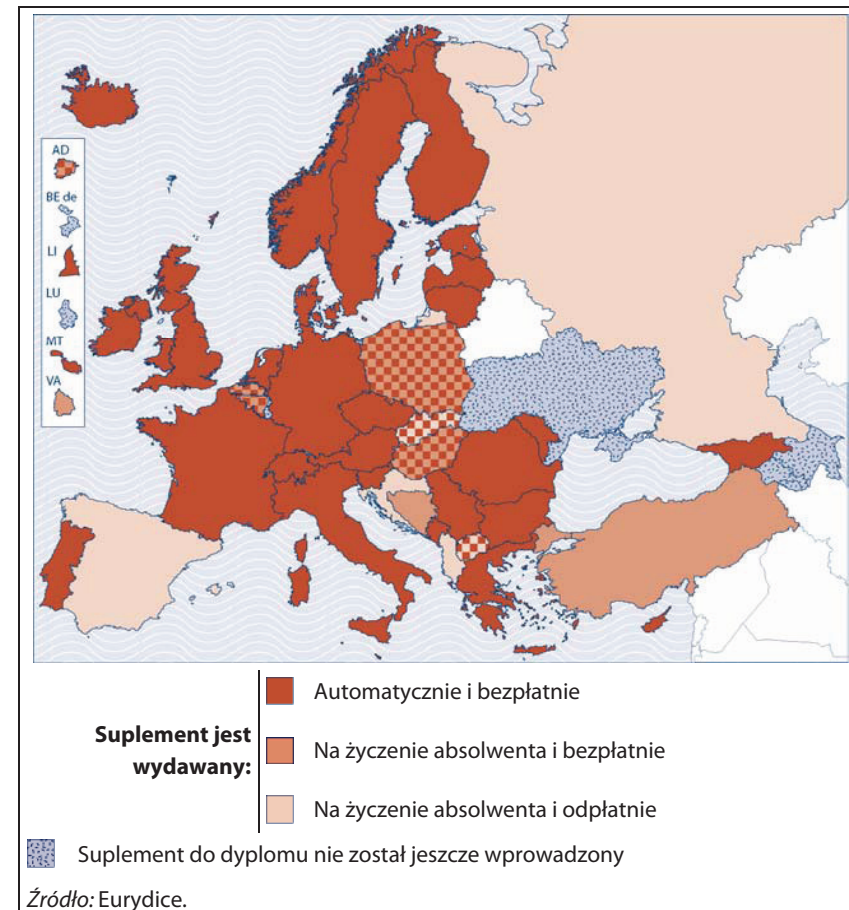 AD
BE de
LI
LU
MT
VA
Suplement jest
wydawany:
Automatycznie i bezpłatnie
Na życzenie absolwenta i bezpłatnie
Na życzenie absolwenta i odpłatnie
Suplement do dyplomu nie został jeszcze wprowadzony
Źródło: Eurydice.